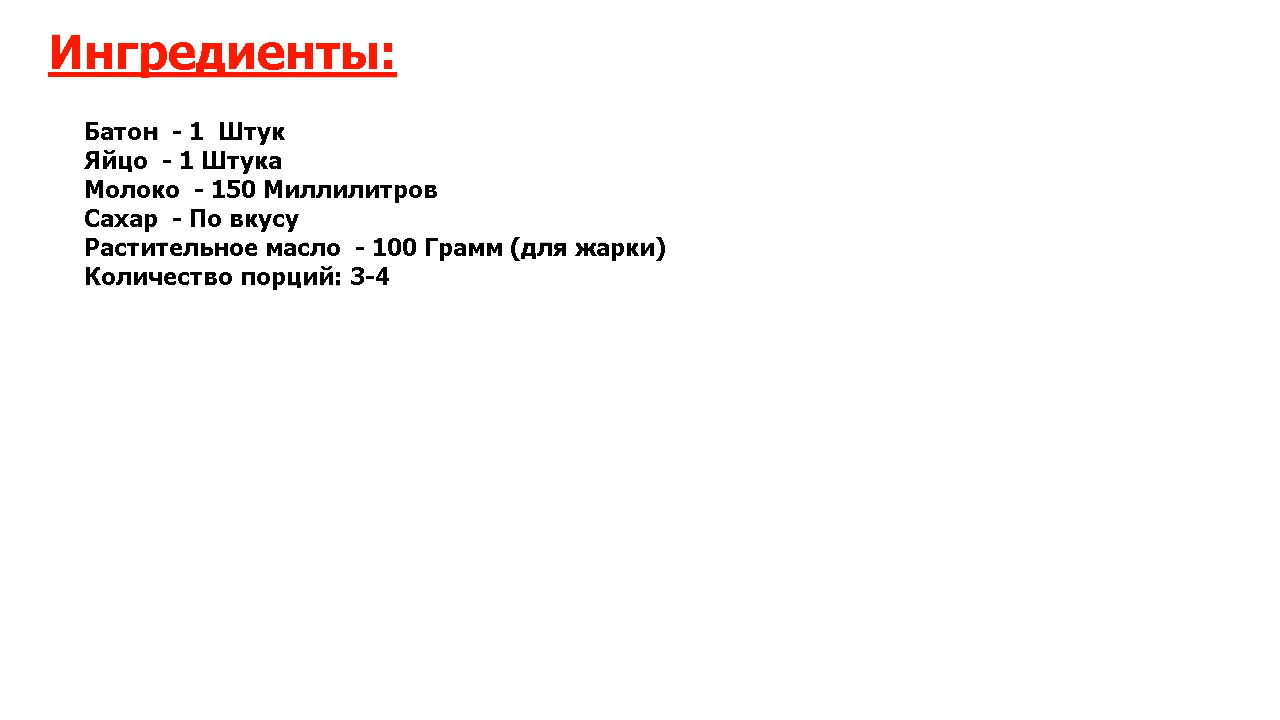 Ингредиенты:
Батон  - 1  Штук
Яйцо  - 1 Штука
Молоко  - 150 Миллилитров
Сахар  - По вкусу
Растительное масло  - 100 Грамм (для жарки)
Количество порций: 3-4